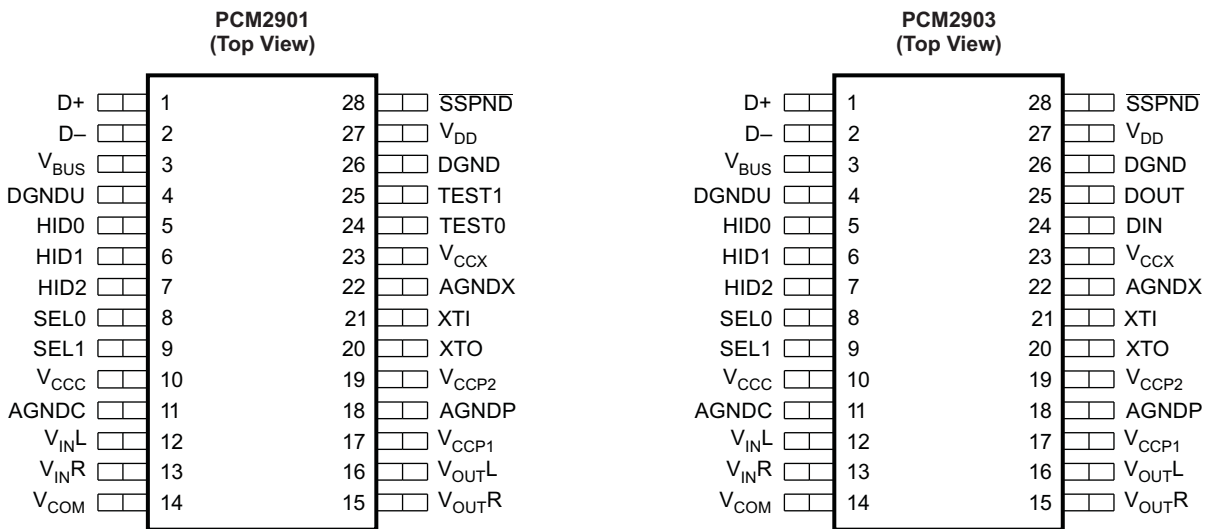 PCM2901
(Top View)
D+ 1 28 S̅S̅P̅N̅D̅
D– 2 27 VDD
VBUS 3 26 DGND
DGNDU 4 25 TEST1
HID0 5 24 TEST0
HID1 6 23 VCCX
HID2 7 22 AGNDX
SEL0 8 21 XTI
SEL1 9 20 XTO
VCCC 10 19 VCCP2
AGNDC 11 18 AGNDP
VINL 12 17 VCCP1
VINR 13 16 VOUTL
VCOM 14 15 VOUTR
PCM2903
(Top View)
D+ 1 28 S̅S̅P̅N̅D̅
D– 2 27 VDD
VBUS 3 26 DGND
DGNDU 4 25 DOUT
HID0 5 24 DIN
HID1 6 23 VCCX
HID2 7 22 AGNDX
SEL0 8 21 XTI
SEL1 9 20 XTO
VCCC 10 19 VCCP2
AGNDC 11 18 AGNDP
VINL 12 17 VCCP1
VINR 13 16 VOUTL
VCOM 14 15 VOUTR